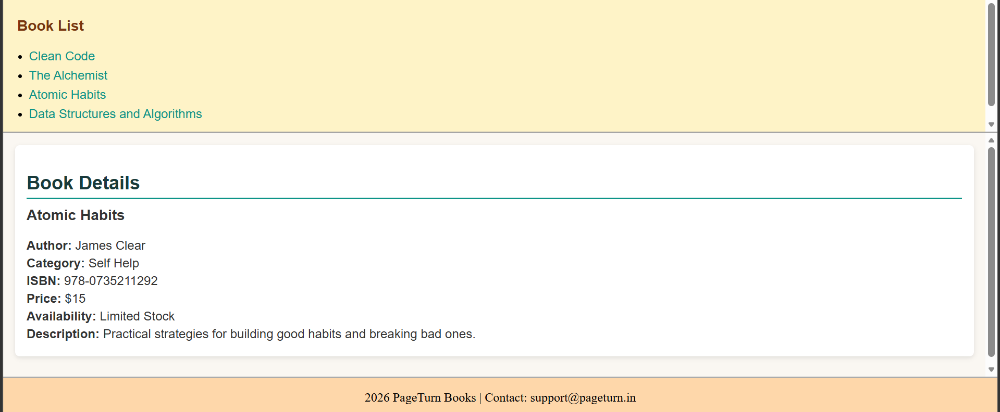 Book List
Clean Code
The Alchemist
Atomic Habits
Data Structures and Algorithms
Book Details
Atomic Habits
Author: James Clear
Category: Self Help
ISBN: 978-0735211292
Price: $15
Availability: Limited Stock
Description: Practical strategies for building good habits and breaking bad ones.
2026 PageTurn Books | Contact: support@pageturn.in